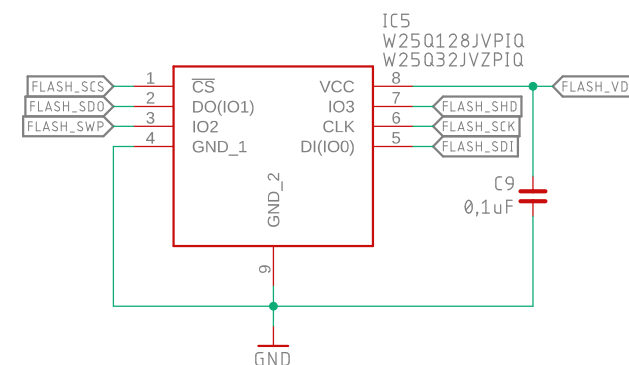 IC5
W25Q128JVPIQ
W25Q32JVZPIQ
FLASH_SCS 1 CS VCC 8 FLASH_VD
FLASH_SDO 2 DO(IO1) IO3 7 FLASH_SHD
FLASH_SWP 3 IO2 CLK 6 FLASH_SCK
4 GND_1 DI(IO0) 5 FLASH_SDI
GND_2
C9
0,1uF
9
GND